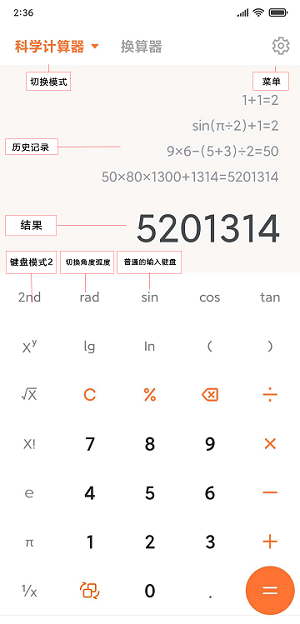 2:36
科学计算器 换算器
切换模式 菜单
1+1=2
sin(π÷2)+1=2
历史记录
9×6−(5+3)÷2=50
50×80×1300+1314=5201314
结果 5201314
键盘模式2 切换角度弧度 普通的输入键盘
2nd rad sin cos tan
Xʸ lg ln ( )
√X C % ÷
X! 7 8 9 ×
e 4 5 6 −
π 1 2 3 +
¹/x 0 . =